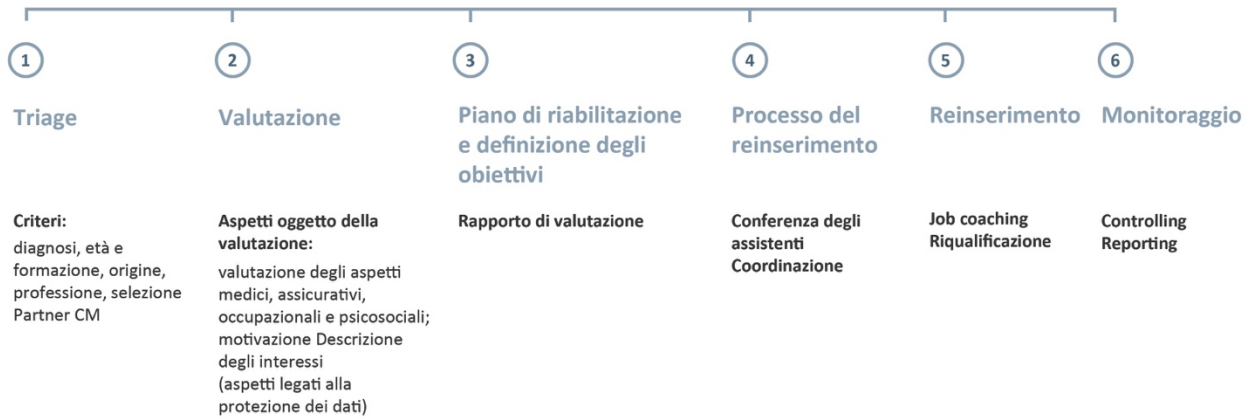 1
Triage
Criteri:
diagnosi, età e
formazione, origine,
professione, selezione
Partner CM
2
Valutazione
Aspetti oggetto della
valutazione:
valutazione degli aspetti
medici, assicurativi,
occupazionali e psicosociali;
motivazione Descrizione
degli interessi
(aspetti legati alla
protezione dei dati)
3
Piano di riabilitazione
e definizione degli
obiettivi
Rapporto di valutazione
4
Processo del
reinserimento
Conferenza degli
assistenti
Coordinazione
5
Reinserimento
Job coaching
Riqualificazione
6
Monitoraggio
Controlling
Reporting